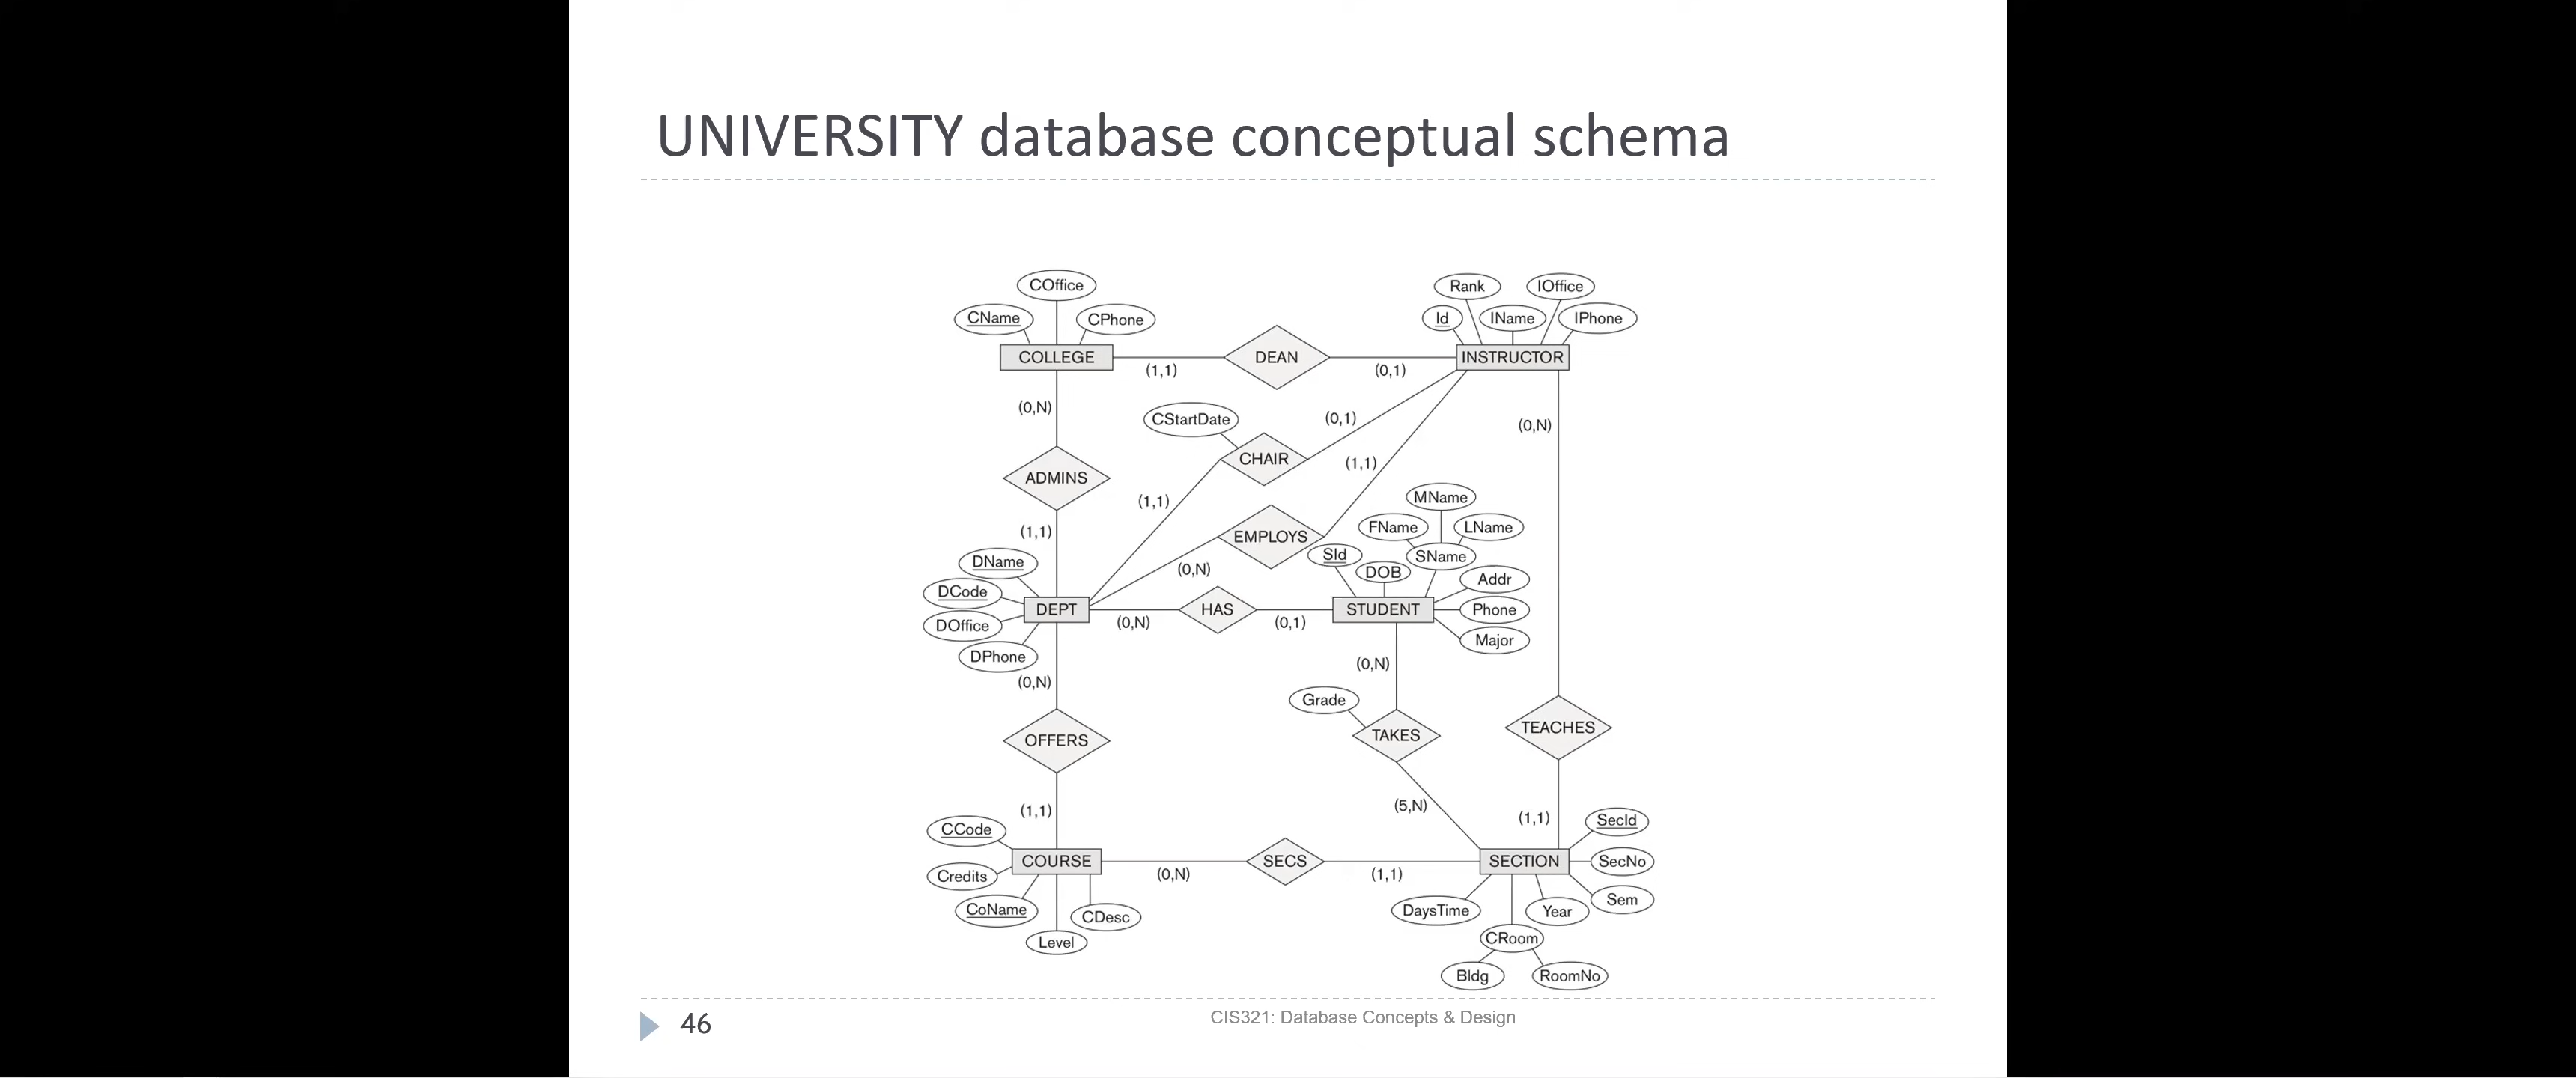 UNIVERSITY database conceptual schema
COffice
CName
CPhone
COLLEGE
(1,1)
DEAN
(0,1)
Rank
IOffice
Id
IName
IPhone
INSTRUCTOR
(0,N)
CStartDate
(0,1)
(0,N)
CHAIR
ADMINS
(1,1)
(1,1)
MName
FName
LName
(1,1)
EMPLOYS
SId
SName
DName
(0,N)
DOB
Addr
DCode
DEPT
HAS
STUDENT
Phone
DOffice
(0,N)
(0,1)
Major
DPhone
(0,N)
(0,N)
Grade
OFFERS
TAKES
TEACHES
(1,1)
(5,N)
(1,1)
SecId
CCode
COURSE
SECS
SECTION
SecNo
Credits
(0,N)
(1,1)
Sem
CoName
CDesc
DaysTime
Year
Level
CRoom
Bldg
RoomNo
46
CIS321: Database Concepts & Design